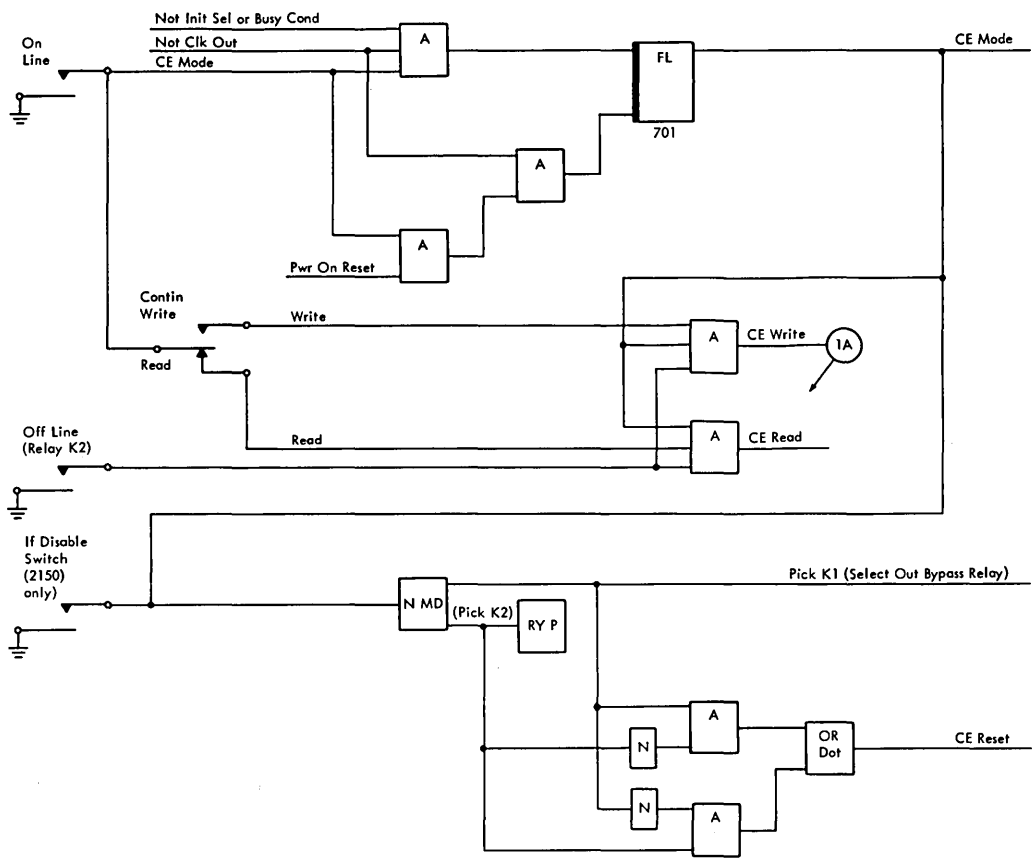 Not Init Sel or Busy Cond
A
On
Line
Not Clk Out
CE Mode
FL
701
CE Mode
A
A
Pwr On Reset
Contin
Write
Write
Read
A
CE Write
1A
Off Line
(Relay K2)
Read
A
CE Read
If Disable
Switch
(2150)
only)
N MD
(Pick K2)
RY P
Pick K1 (Select Out Bypass Relay)
A
N
OR
Dot
CE Reset
N
A